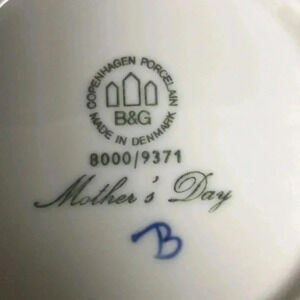 COPENHAGEN PORCELAIN
B&G
MADE IN DENMARK
8000/9371
Mother's Day
B